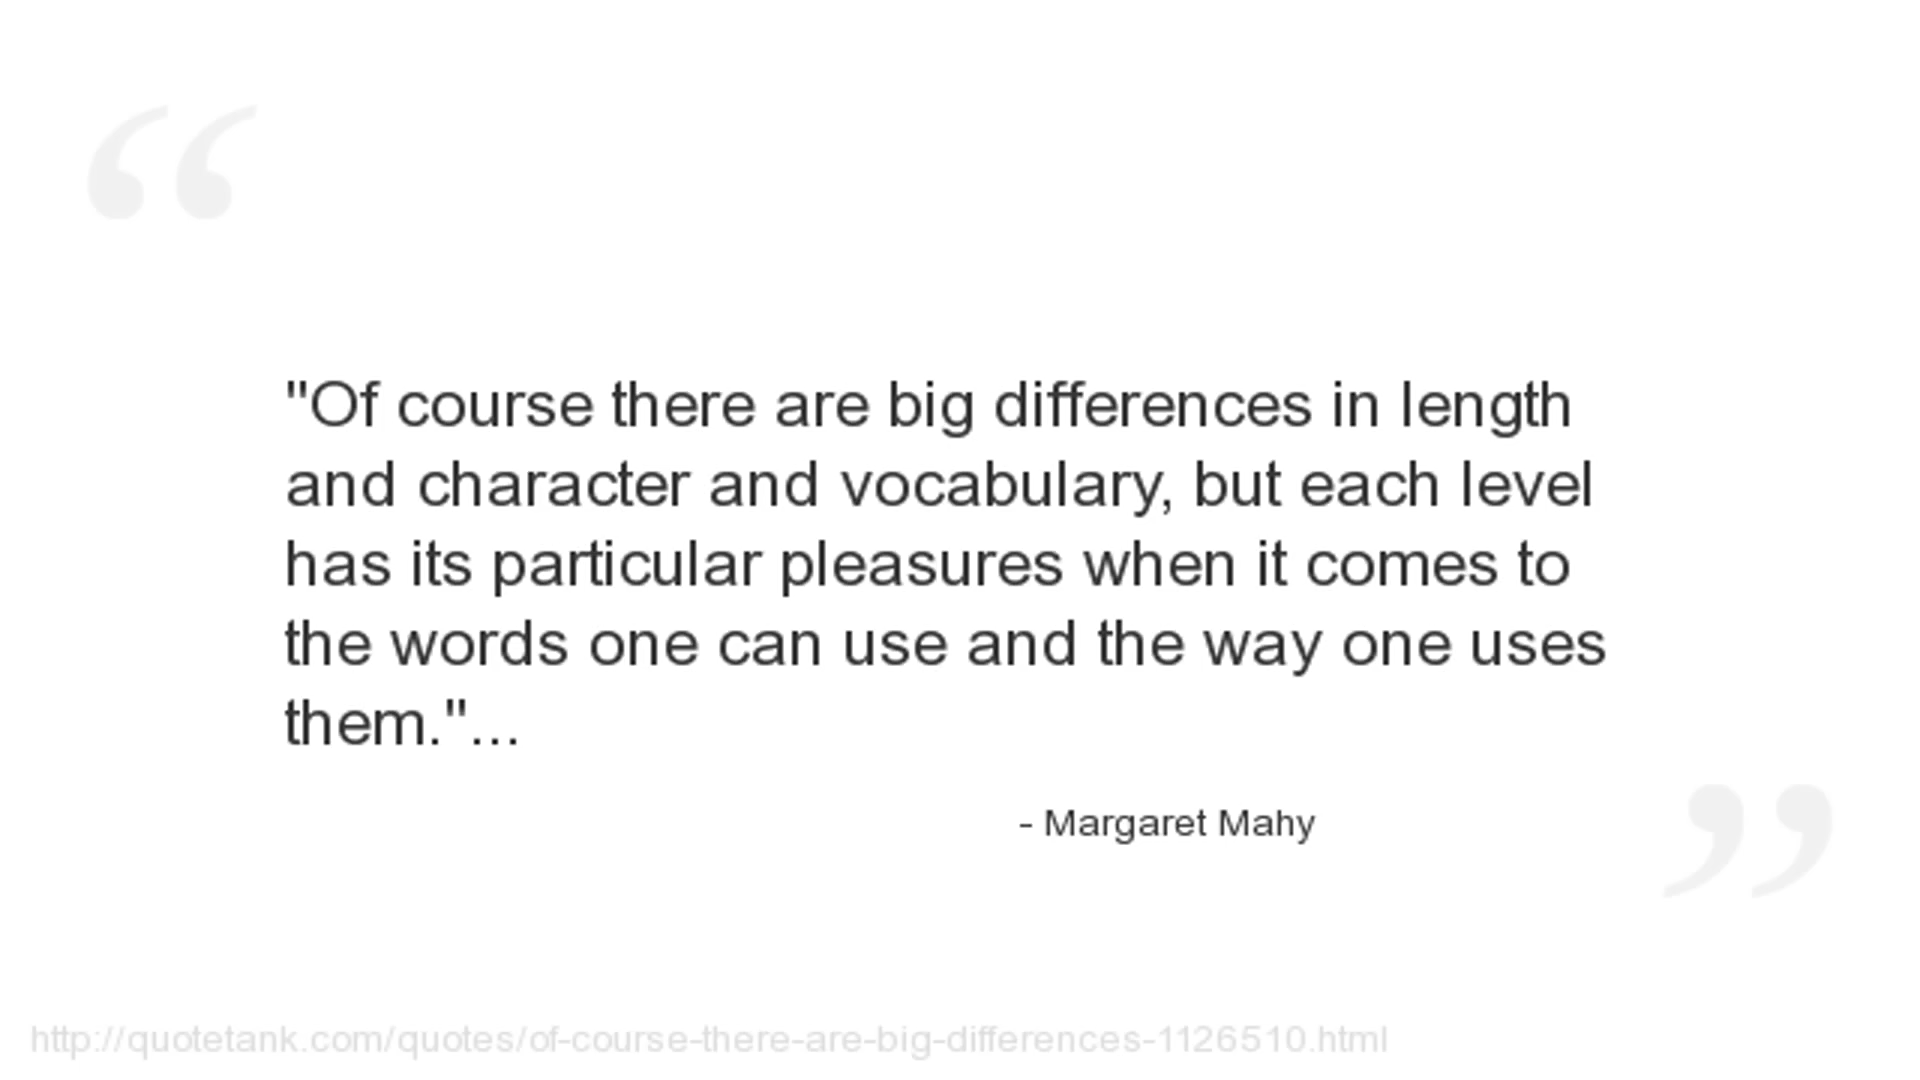 "Of course there are big differences in length
and character and vocabulary, but each level
has its particular pleasures when it comes to
the words one can use and the way one uses
them."...
- Margaret Mahy
http://quotetank.com/quotes/of-course-there-are-big-differences-1126510.html